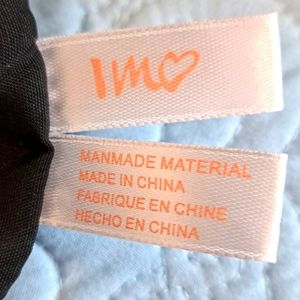 imo
MANMADE MATERIAL
MADE IN CHINA
FABRIQUE EN CHINE
HECHO EN CHINA